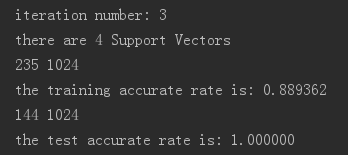 iteration number: 3
there are 4 Support Vectors
235 1024
the training accurate rate is: 0.889362
144 1024
the test accurate rate is: 1.000000